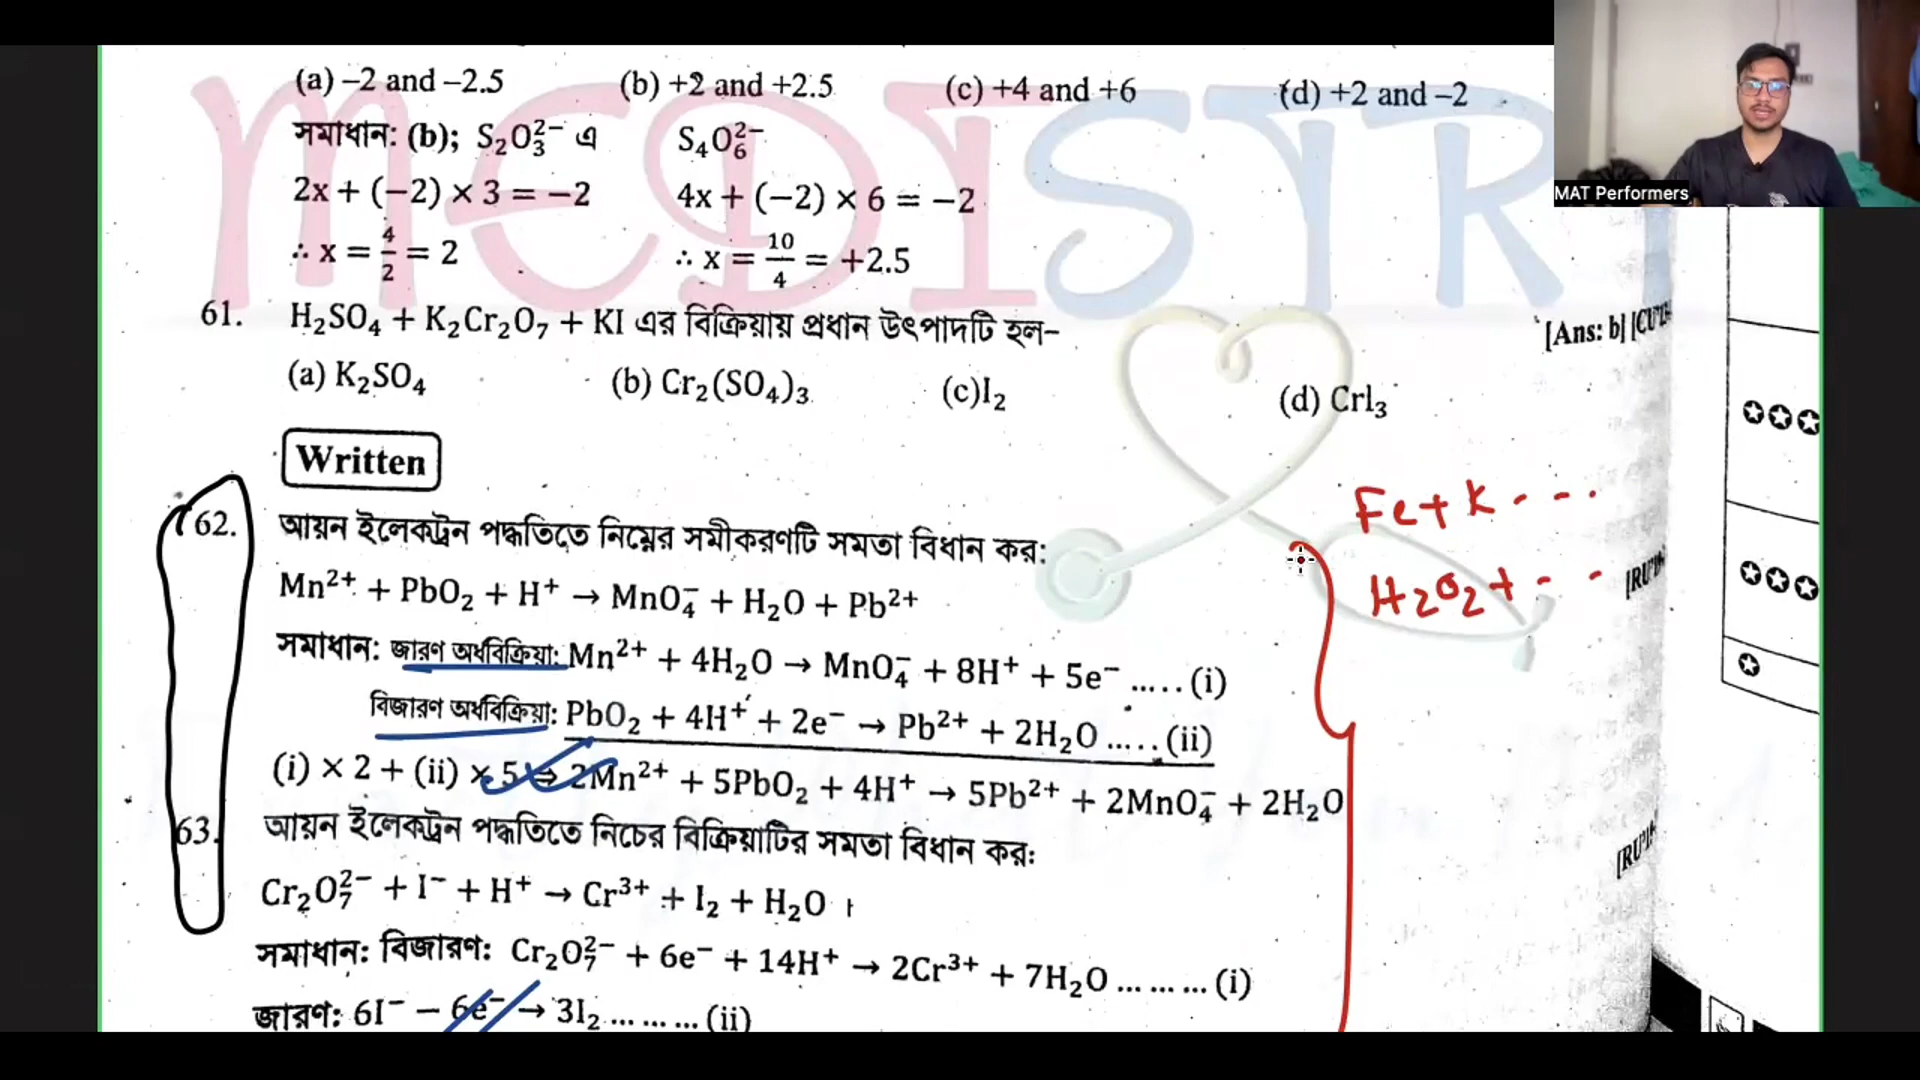 (a) –2 and –2.5 (b) +2 and +2.5 (c) +4 and +6 (d) +2 and –2
সমাধান: (b); S₂O₃²⁻ এ S₄O₆²⁻
2x + (−2) × 3 = −2 4x + (−2) × 6 = −2
∴ x = 4/2 = 2 ∴ x = 10/4 = +2.5
61. H₂SO₄ + K₂Cr₂O₇ + KI এর বিক্রিয়ায় প্রধান উৎপাদটি হল– [Ans: b]
(a) K₂SO₄ (b) Cr₂(SO₄)₃ (c)I₂ (d) CrI₃
Written
62. আয়ন ইলেকট্রন পদ্ধতিতে নিম্নের সমীকরণটি সমতা বিধান কর:
Mn²⁺ + PbO₂ + H⁺ → MnO₄⁻ + H₂O + Pb²⁺
সমাধান: জারণ অর্ধবিক্রিয়া: Mn²⁺ + 4H₂O → MnO₄⁻ + 8H⁺ + 5e⁻ ..... (i)
বিজারণ অর্ধবিক্রিয়া: PbO₂ + 4H⁺ + 2e⁻ → Pb²⁺ + 2H₂O ..... (ii)
(i) × 2 + (ii) × 5 ⇒ 2Mn²⁺ + 5PbO₂ + 4H⁺ → 5Pb²⁺ + 2MnO₄⁻ + 2H₂O
63. আয়ন ইলেকট্রন পদ্ধতিতে নিচের বিক্রিয়াটির সমতা বিধান কর:
Cr₂O₇²⁻ + I⁻ + H⁺ → Cr³⁺ + I₂ + H₂O ।
সমাধান: বিজারণ: Cr₂O₇²⁻ + 6e⁻ + 14H⁺ → 2Cr³⁺ + 7H₂O ... ... ... (i)
জারণ: 6I⁻ − 6e⁻ → 3I₂ ... ... ... (ii)
Fe + K - - -
H₂O₂ + - -
MEDISTR
MAT Performers